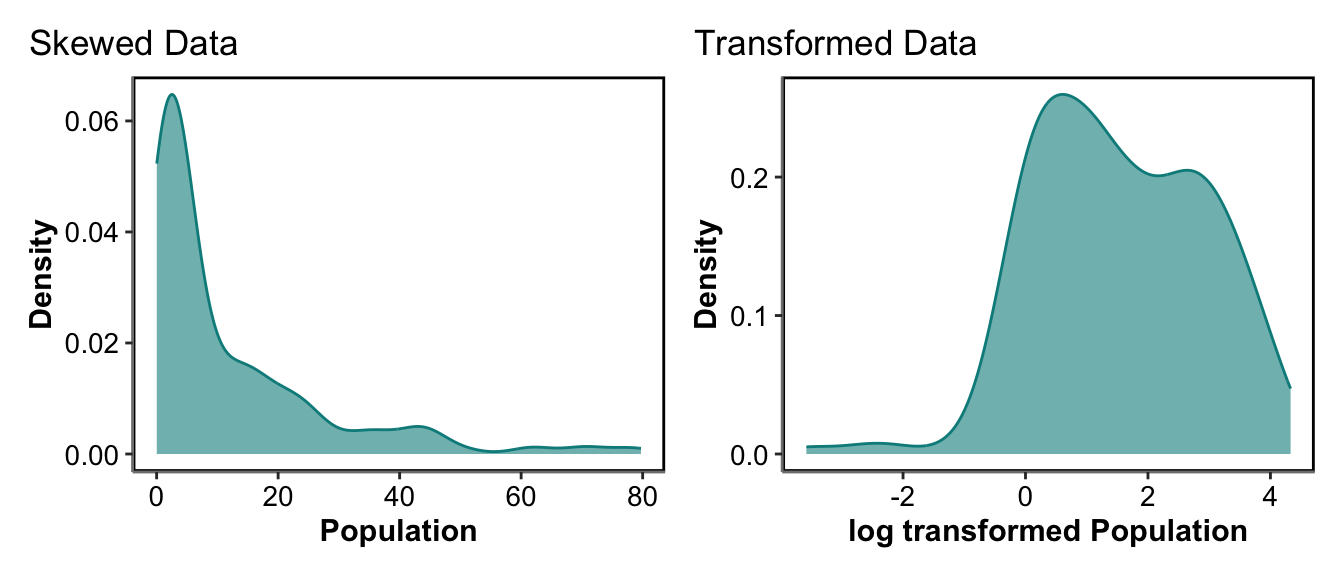 Skewed Data
Density
0.06
0.04
0.02
0.00
0 20 40 60 80
Population
Transformed Data
Density
0.2
0.1
0.0
-2 0 2 4
log transformed Population